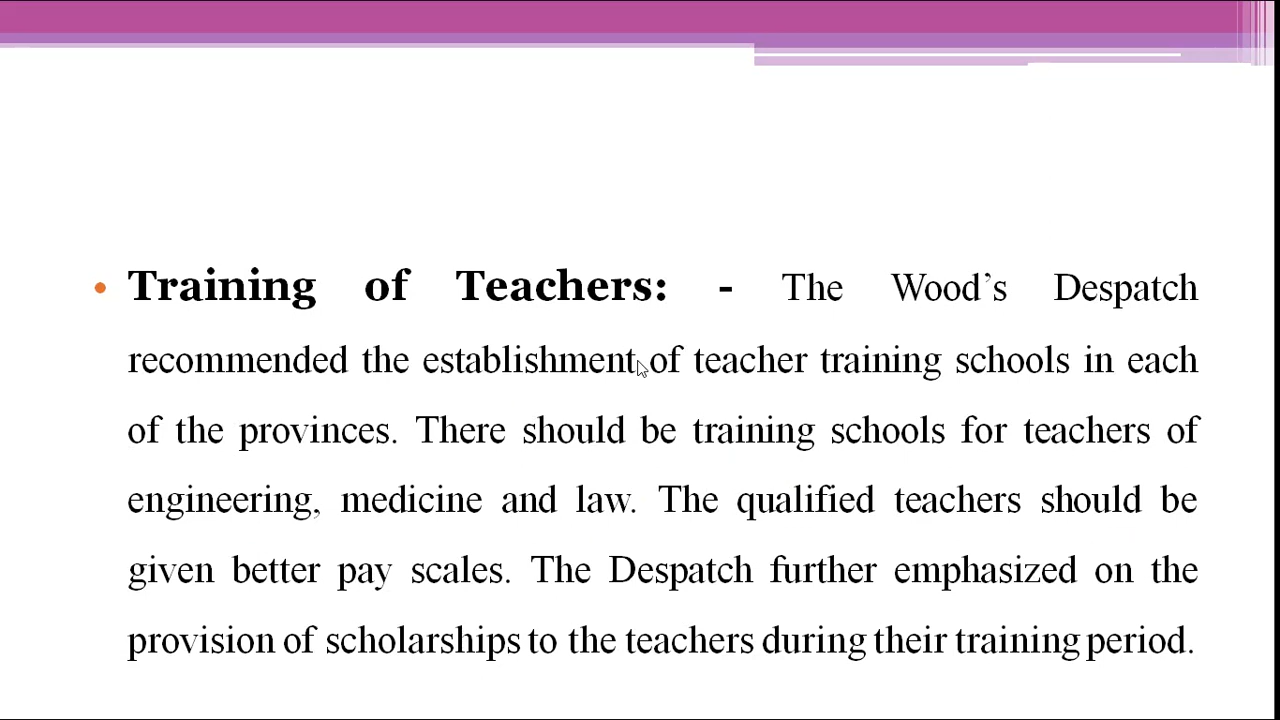 • Training of Teachers: - The Wood’s Despatch
recommended the establishment of teacher training schools in each
of the provinces. There should be training schools for teachers of
engineering, medicine and law. The qualified teachers should be
given better pay scales. The Despatch further emphasized on the
provision of scholarships to the teachers during their training period.